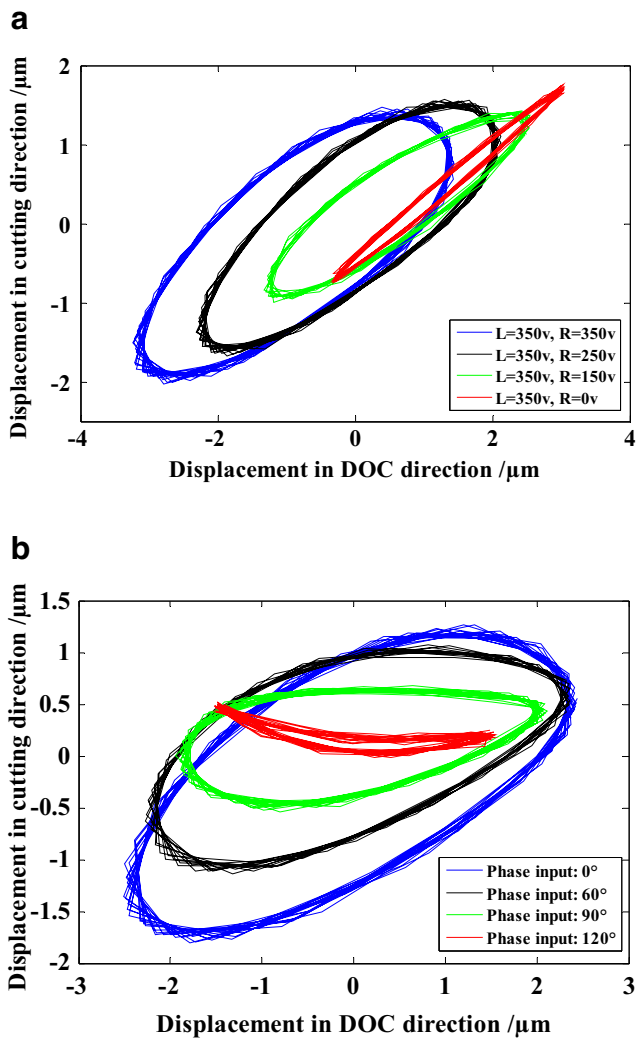 a
Displacement in cutting direction /μm
2
1
0
-1
-2
-4
-2
0
2
4
L=350v, R=350v
L=350v, R=250v
L=350v, R=150v
L=350v, R=0v
Displacement in DOC direction /μm
b
Displacement in cutting direction /μm
1.5
1
0.5
0
-0.5
-1
-1.5
-2
-3
-2
-1
0
1
2
3
Phase input: 0°
Phase input: 60°
Phase input: 90°
Phase input: 120°
Displacement in DOC direction /μm